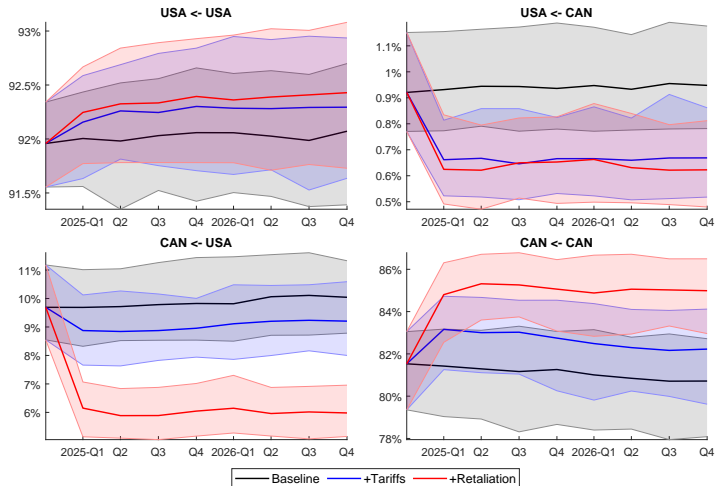 USA <- USA
93%
92.5%
92%
91.5%
2025-Q1 Q2 Q3 Q4 2026-Q1 Q2 Q3 Q4
USA <- CAN
1.1%
1%
0.9%
0.8%
0.7%
0.6%
0.5%
2025-Q1 Q2 Q3 Q4 2026-Q1 Q2 Q3 Q4
CAN <- USA
11%
10%
9%
8%
7%
6%
2025-Q1 Q2 Q3 Q4 2026-Q1 Q2 Q3 Q4
CAN <- CAN
86%
84%
82%
80%
78%
2025-Q1 Q2 Q3 Q4 2026-Q1 Q2 Q3 Q4
Baseline +Tariffs +Retaliation